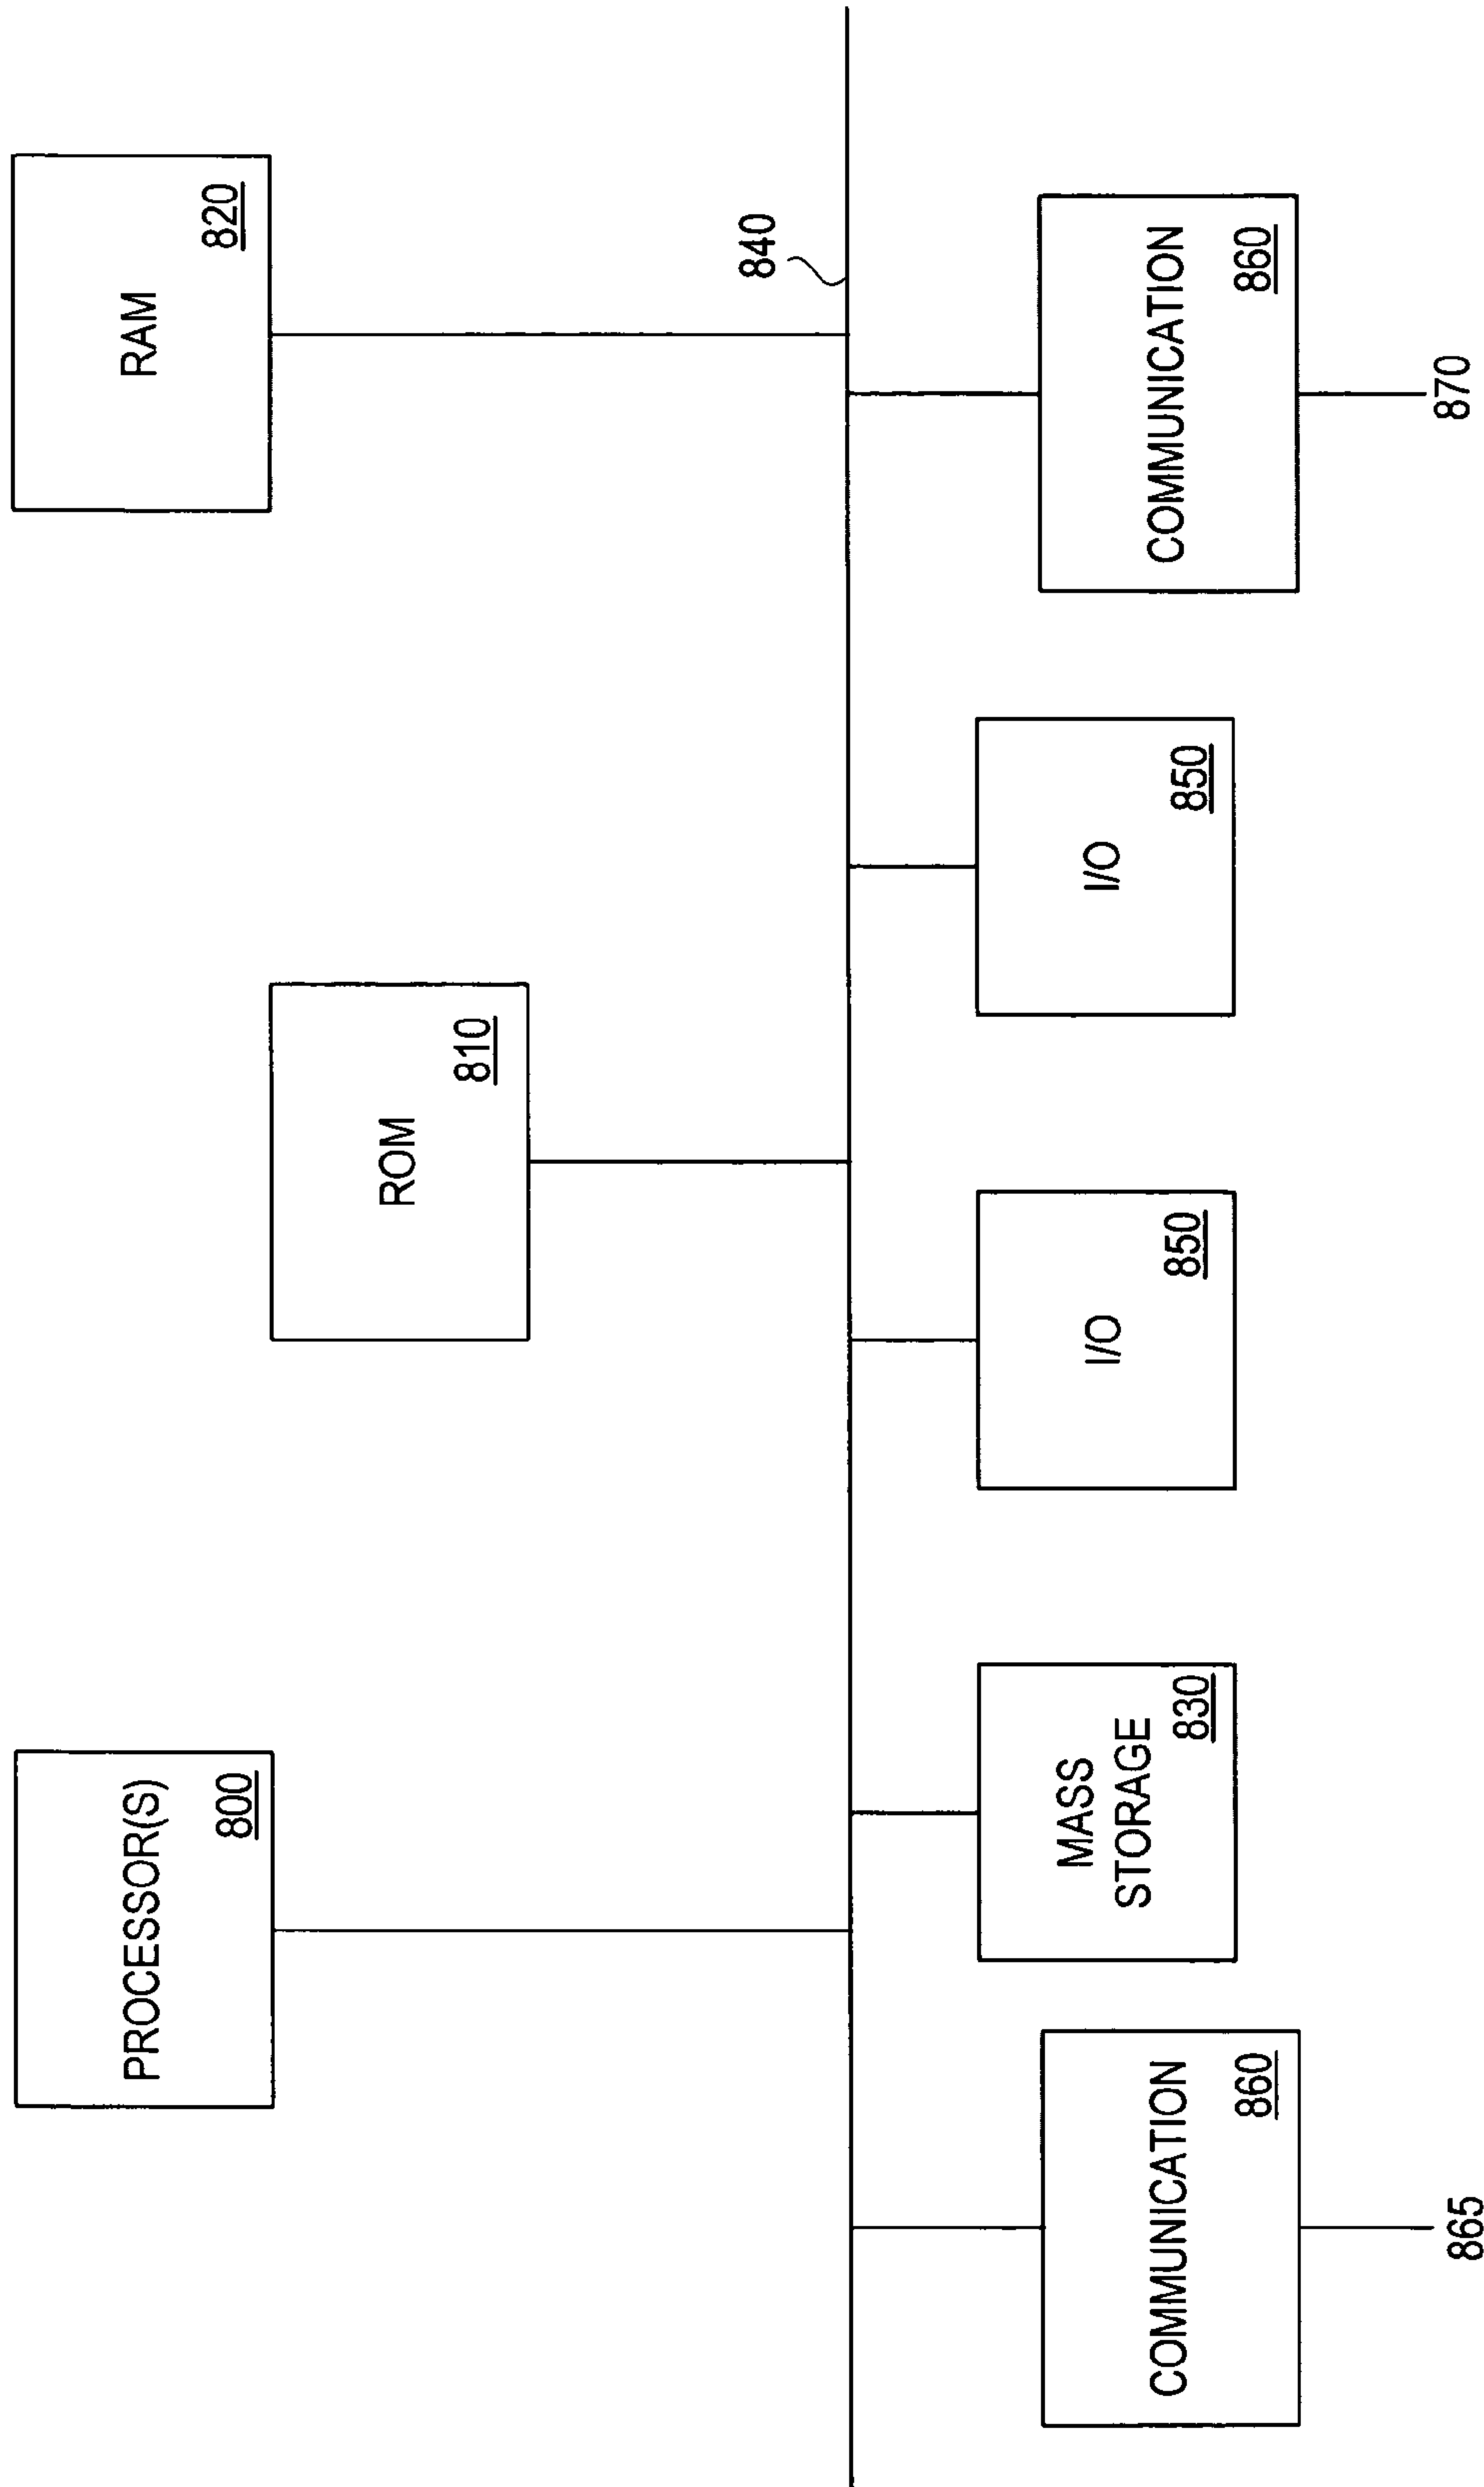 PROCESSOR(S)
800
ROM
810
RAM
820
840
COMMUNICATION
860
865
MASS
STORAGE
830
I/O
850
I/O
850
COMMUNICATION
860
870